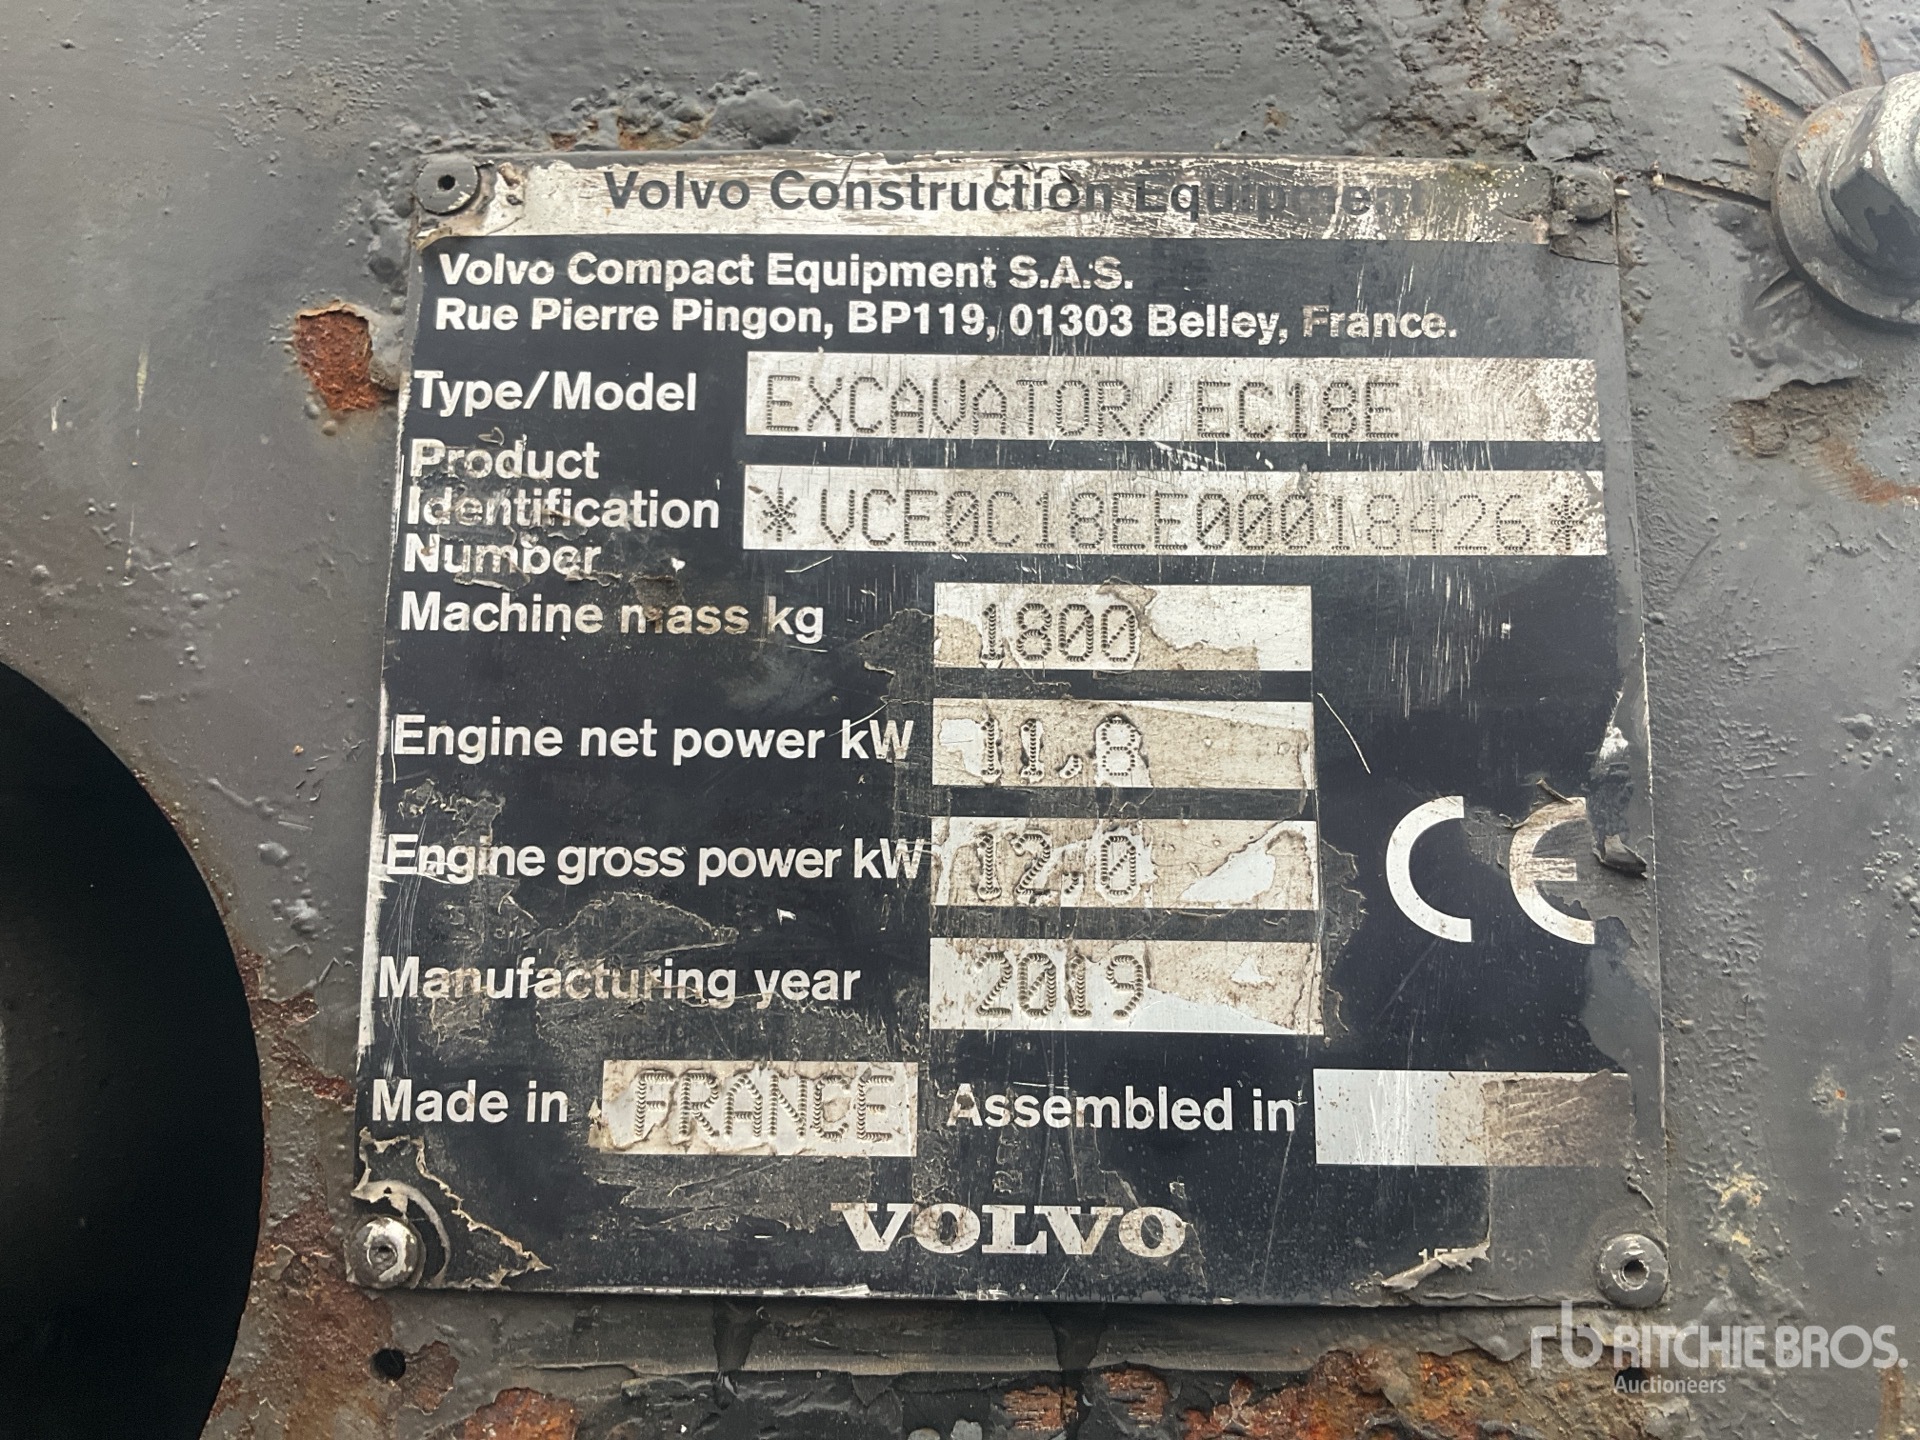 Volvo Construction Equipment
Volvo Compact Equipment S.A.S.
Rue Pierre Pingon, BP119, 01303 Belley, France.
Type/Model EXCAVATOR/EC18E
Product Identification Number *VCE0C18EE00018426*
Machine mass kg 1800
Engine net power kW 11.8
Engine gross power kW 12.0
Manufacturing year 2019
CE
Made in FRANCE Assembled in
VOLVO
rb RITCHIE BROS.
Auctioneers